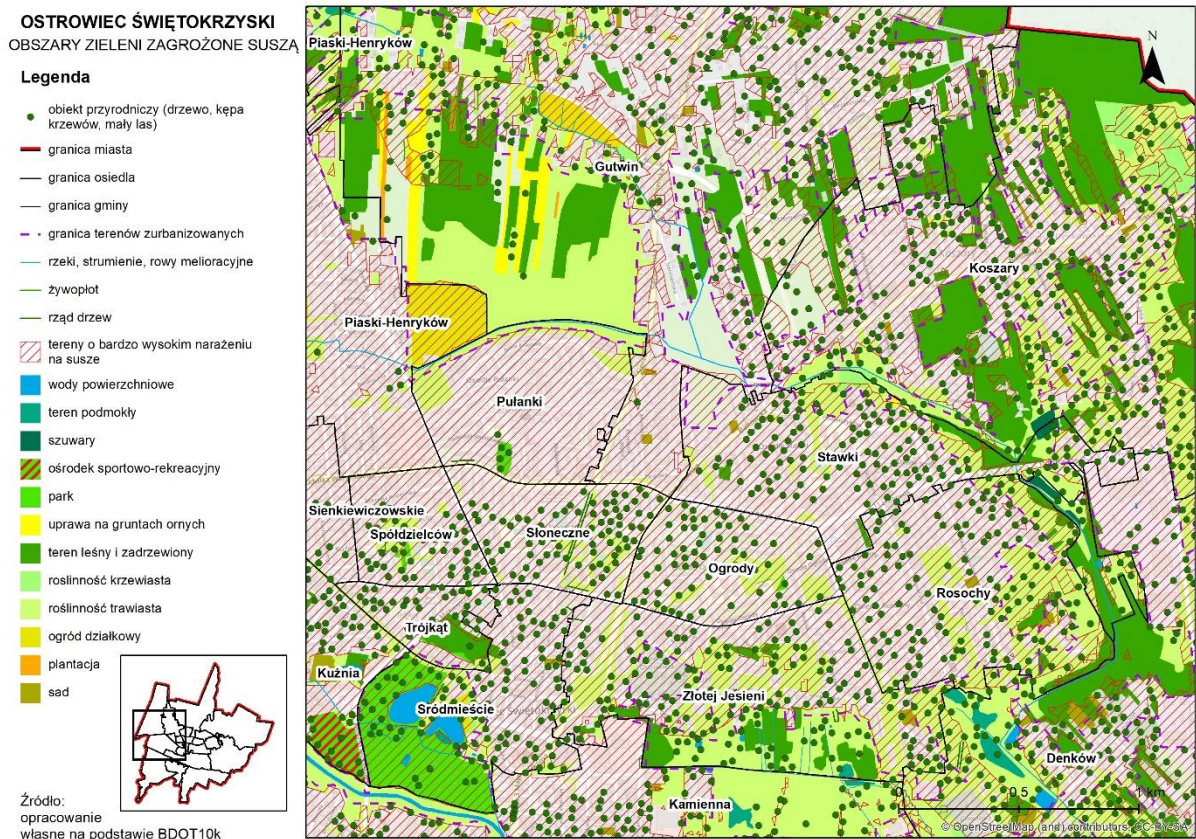 OSTROWIEC ŚWIĘTOKRZYSKI
OBSZARY ZIELENI ZAGROŻONE SUSZĄ
Legenda
obiekt przyrodniczy (drzewo, kępa
krzewów, mały las)
granica miasta
granica osiedla
granica gminy
granica terenów zurbanizowanych
rzeki, strumienie, rowy melioracyjne
żywopłot
rząd drzew
tereny o bardzo wysokim narażeniu
na susze
wody powierzchniowe
teren podmokły
szuwary
ośrodek sportowo-rekreacyjny
park
uprawa na gruntach ornych
teren leśny i zadrzewiony
roslinność krzewiasta
roślinność trawiasta
ogród działkowy
plantacja
sad
Źródło:
opracowanie
własne na podstawie BDOT10k
Piaski-Henryków
N
Gutwin
Koszary
Piaski-Henryków
Pułanki
Stawki
Sienkiewiczowskie
Spółdzielców
Słoneczne
Ogrody
Rosochy
Trójkąt
Kuźnia
Złotej Jesieni
Śródmieście
Denków
Kamienna
0 0.5 1 km
© OpenStreetMap (and) contributors, CC-BY-SA